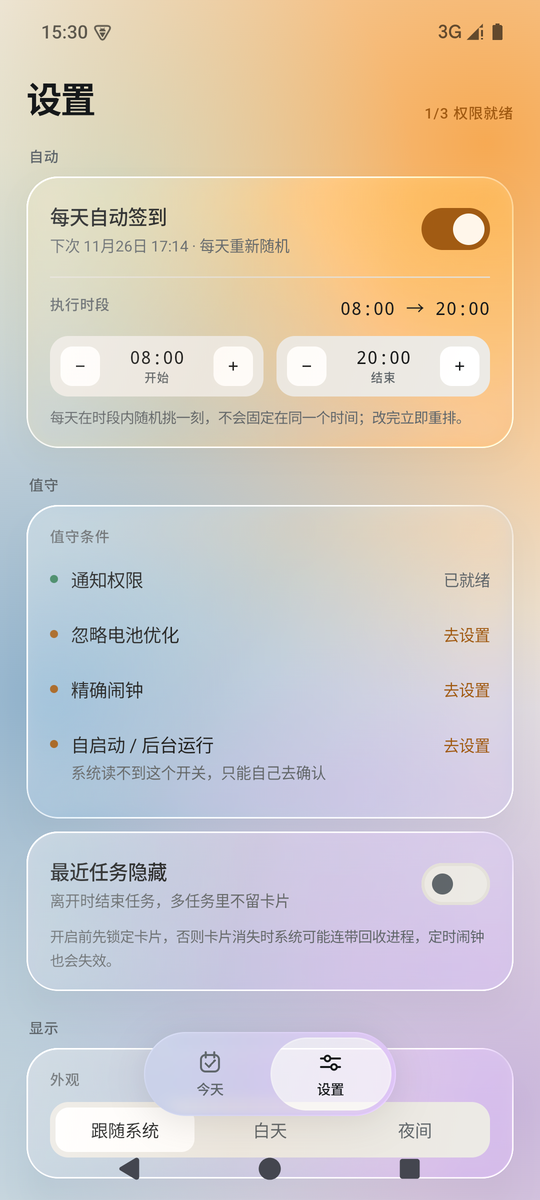 15:30
3G
设置
1/3 权限就绪
自动
每天自动签到
下次 11月26日 17:14 · 每天重新随机
执行时段
08:00 → 20:00
− 08:00 +
开始
− 20:00 +
结束
每天在时段内随机挑一刻，不会固定在同一个时间；改完立即重排。
值守
值守条件
通知权限
已就绪
忽略电池优化
去设置
精确闹钟
去设置
自启动 / 后台运行
去设置
系统读不到这个开关，只能自己去确认
最近任务隐藏
离开时结束任务，多任务里不留卡片
开启前先锁定卡片，否则卡片消失时系统可能连带回收进程，定时闹钟
也会失效。
显示
外观
今天
设置
跟随系统
白天
夜间